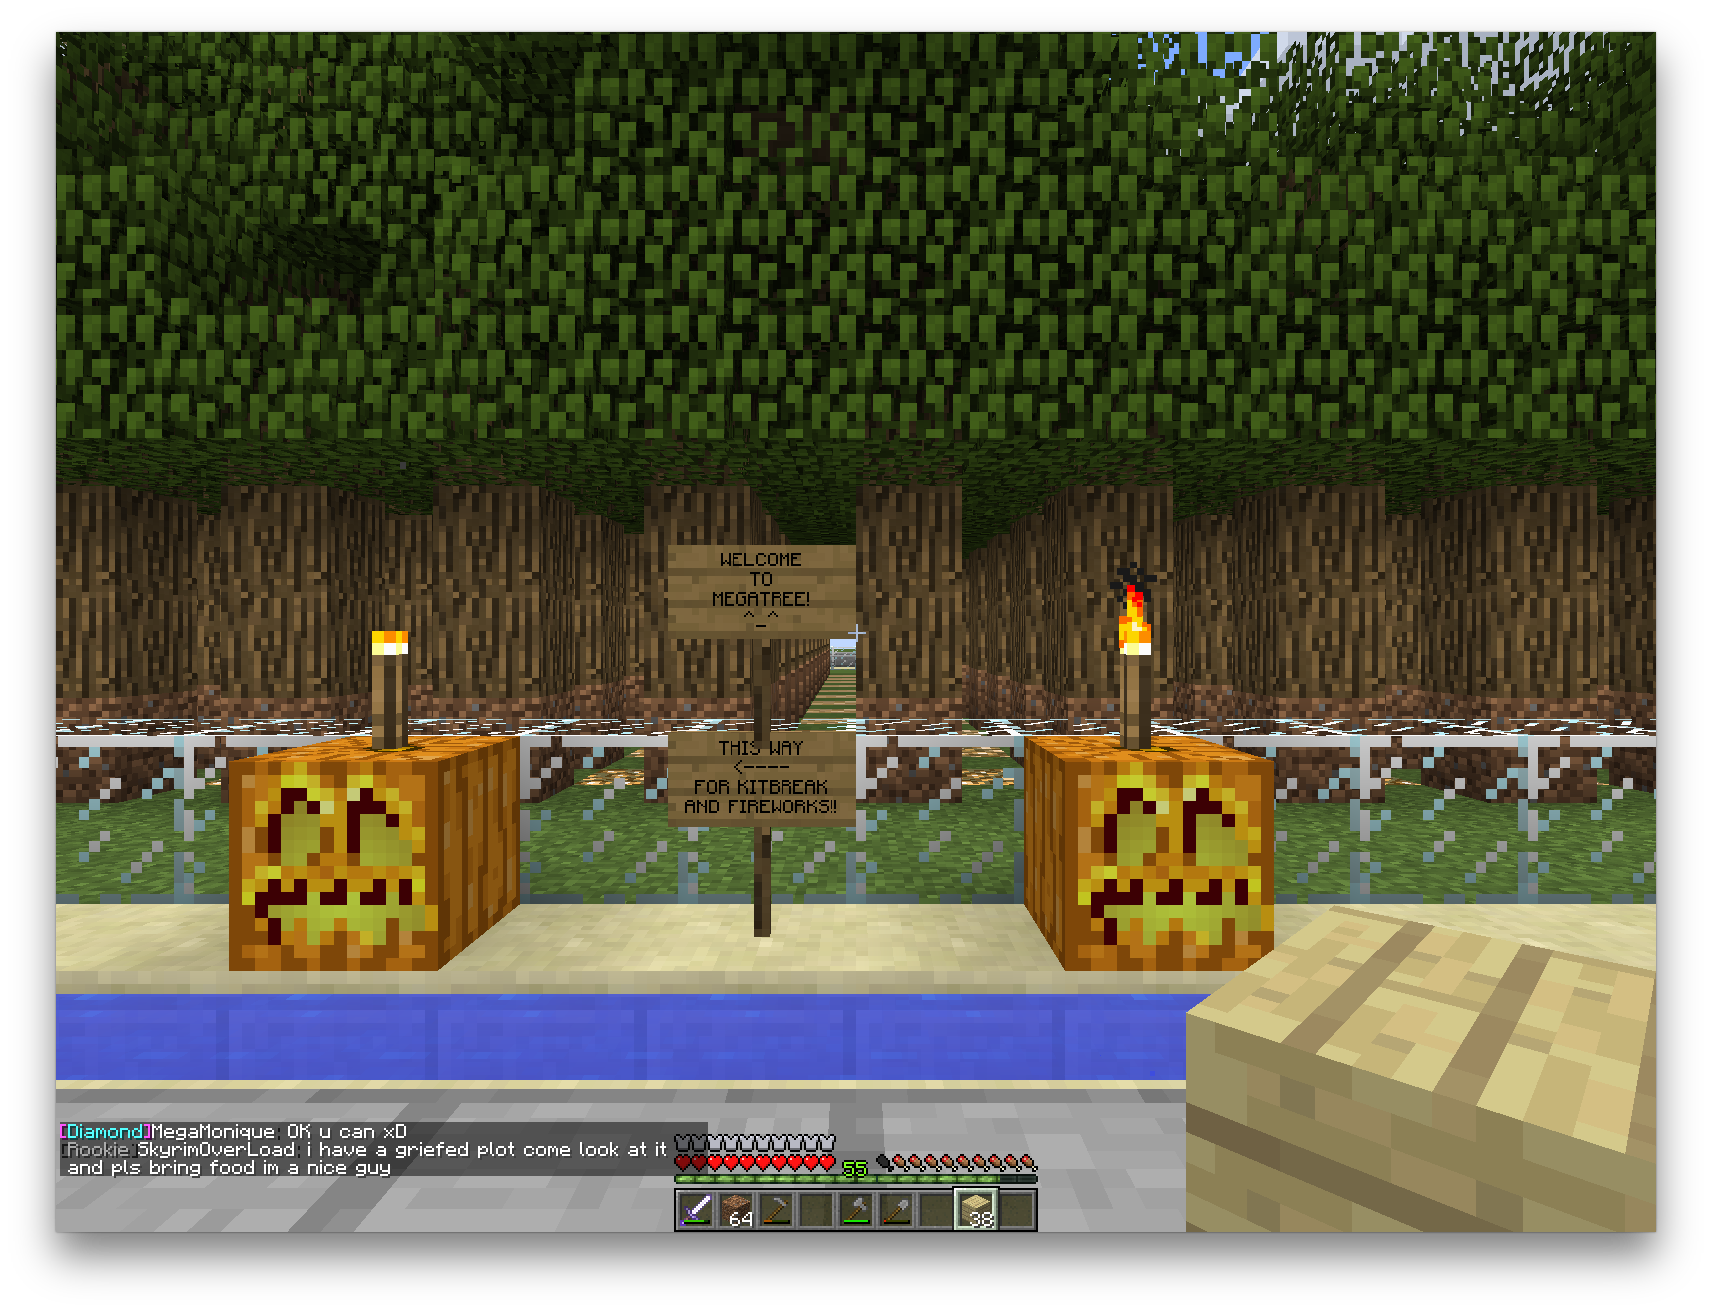 WELCOME
TO
MEGATREE!
^_^
THIS WAY
<----
FOR KITBREAK
AND FIREWORKS!!
[Diamond]MegaMonique: OK u can xD
[Rookie]SkyrimOverLoad: i have a griefed plot come look at it
and pls bring food im a nice guy
55
64
38